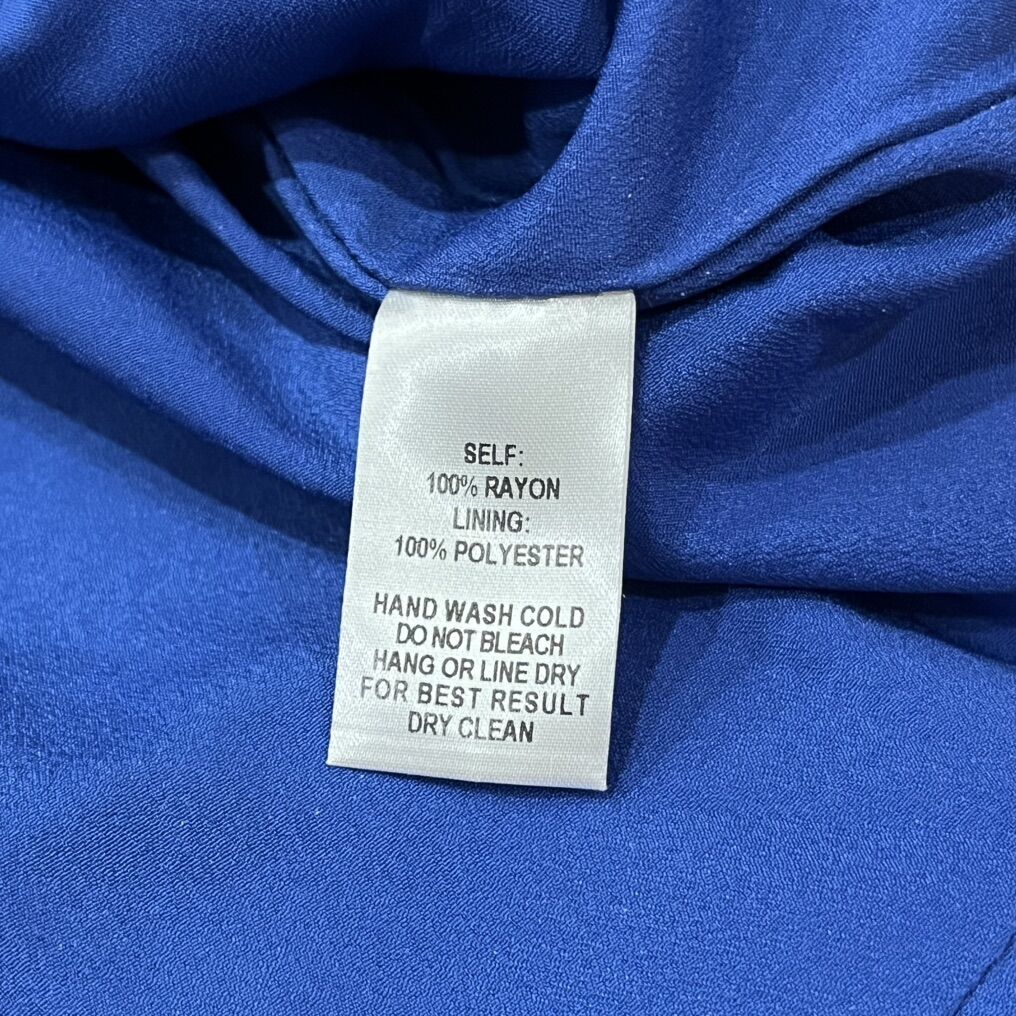 SELF:
100% RAYON
LINING:
100% POLYESTER
HAND WASH COLD
DO NOT BLEACH
HANG OR LINE DRY
FOR BEST RESULT
DRY CLEAN